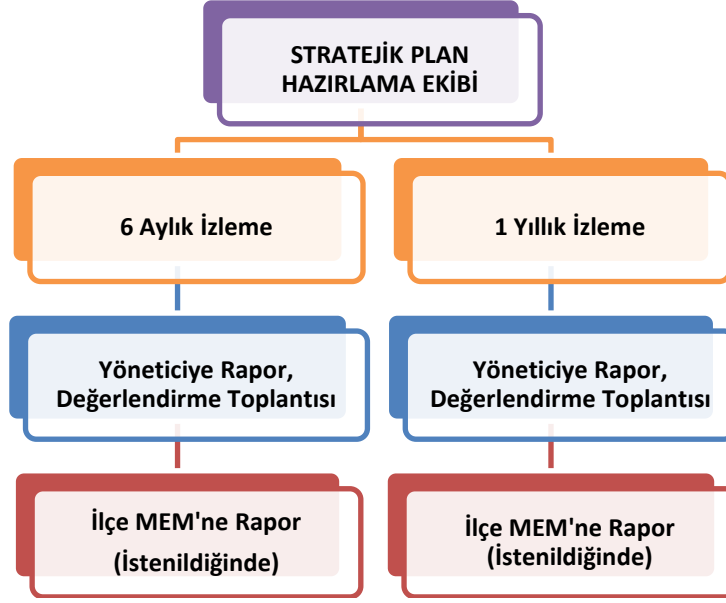 STRATEJİK PLAN
HAZIRLAMA EKİBİ
6 Aylık İzleme
1 Yıllık İzleme
Yöneticiye Rapor,
Değerlendirme Toplantısı
Yöneticiye Rapor,
Değerlendirme Toplantısı
İlçe MEM'ne Rapor
(İstenildiğinde)
İlçe MEM'ne Rapor
(İstenildiğinde)